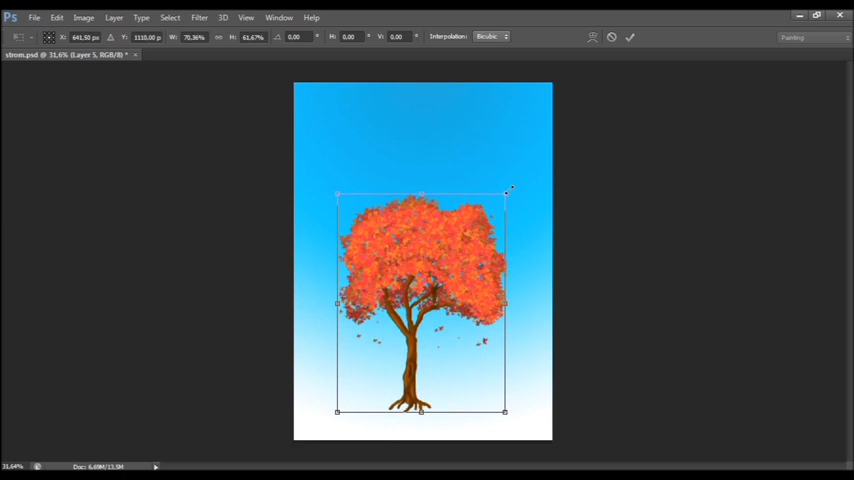 Ps File Edit Image Layer Type Select Filter 3D View Window Help
X: 641,50 px Y: 1110,00 p W: 70,36% H: 61,67% 0,00 ° H: 0,00 ° V: 0,00 ° Interpolation: Bicubic Painting
strom.psd @ 31,6% (Layer 5, RGB/8) * ×
31,64% Doc: 6,69M/13,5M